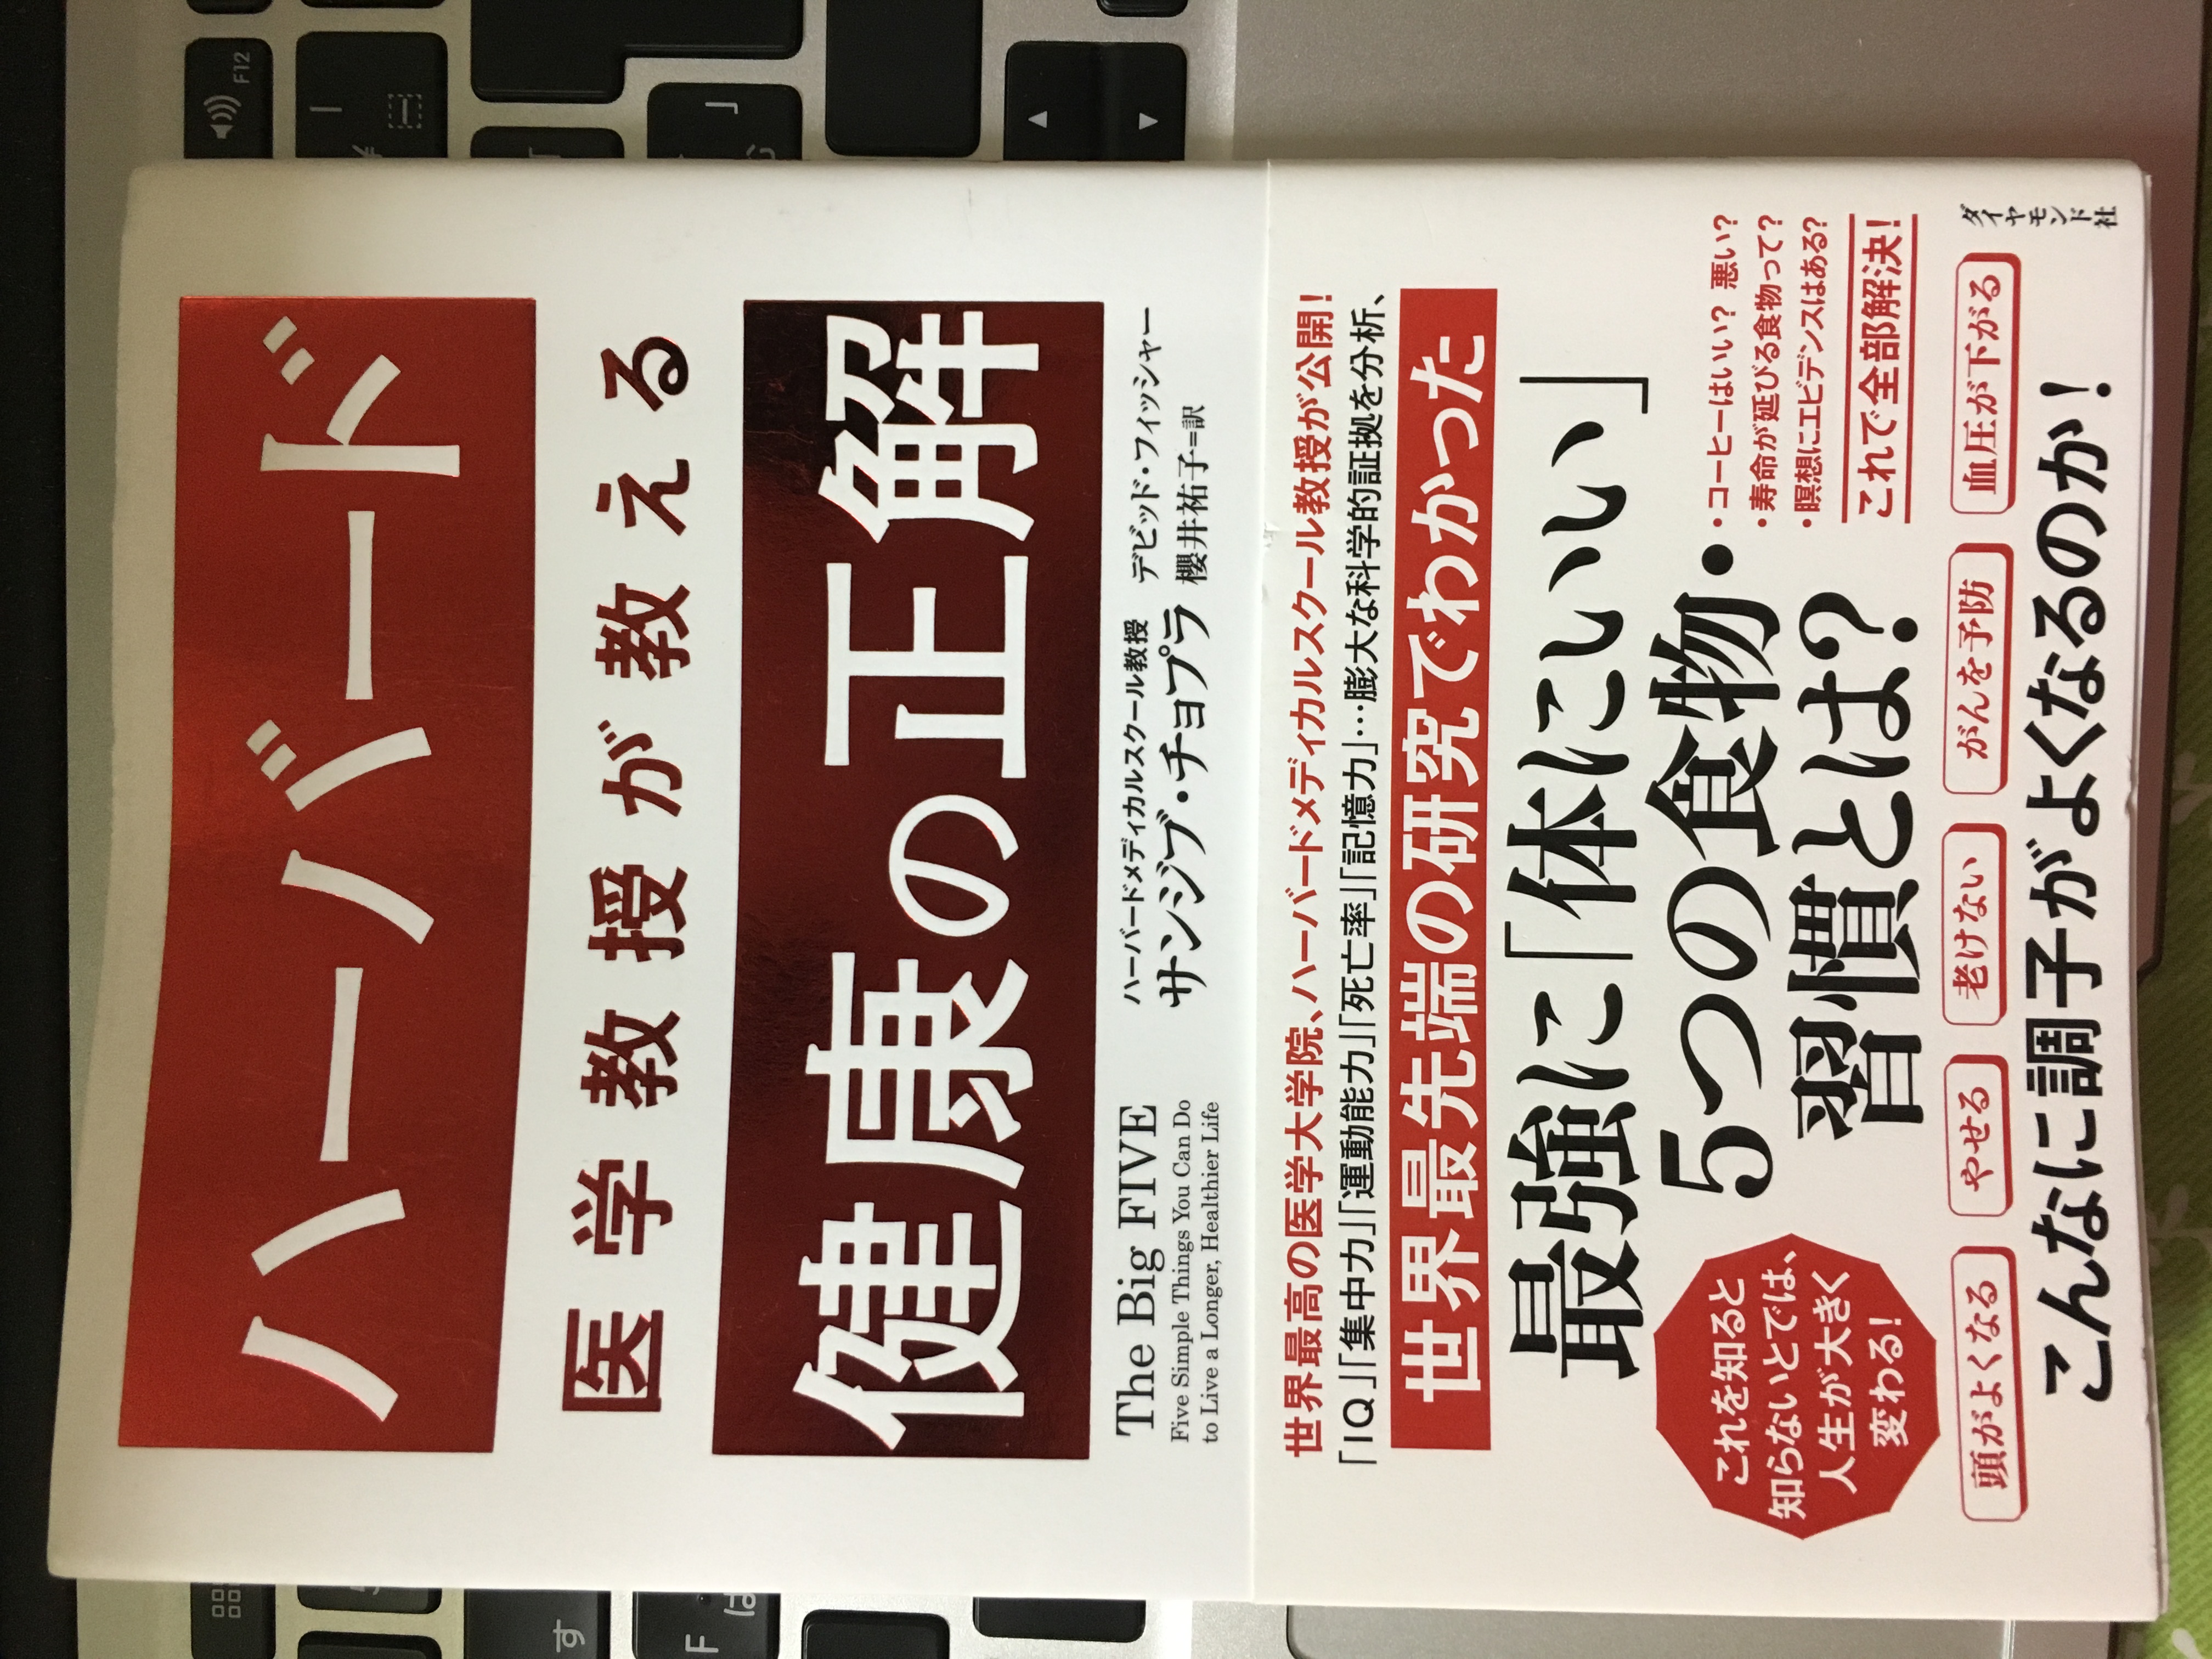 ハーバード
医学教授が教える
健康の正解
The Big FIVE
Five Simple Things You Can Do
to Live a Longer, Healthier Life
ハーバードメディカルスクール教授
サンジブ・チョプラ
デビッド・フィッシャー
櫻井祐子=訳
世界最高の医学大学院、ハーバードメディカルスクール教授が公開!
「IQ」「集中力」「運動能力」「死亡率」「記憶力」…膨大な科学的証拠を分析、
世界最先端の研究でわかった
最強に「体にいい」
5つの食物・
習慣とは?
これを知ると
知らないとでは、
人生が大きく
変わる!
・コーヒーはいい? 悪い?
・寿命が延びる食物って?
・瞑想にエビデンスはある?
これで全部解決!
頭がよくなる
やせる
老けない
がんを予防
血圧が下がる
こんなに調子がよくなるのか!
ダイヤモンド社
F12
ー
」
す
F
は